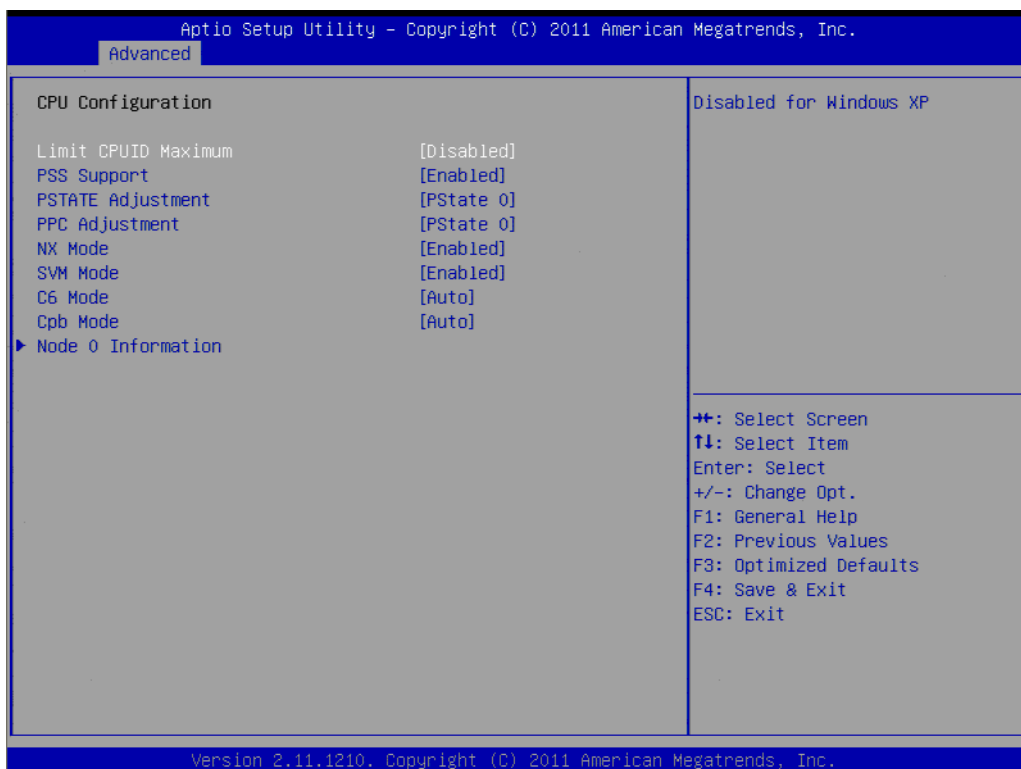 Aptio Setup Utility – Copyright (C) 2011 American Megatrends, Inc.
Advanced
CPU Configuration
Limit CPUID Maximum [Disabled]
PSS Support [Enabled]
PSTATE Adjustment [PState 0]
PPC Adjustment [PState 0]
NX Mode [Enabled]
SVM Mode [Enabled]
C6 Mode [Auto]
Cpb Mode [Auto]
Node 0 Information
Disabled for Windows XP
→←: Select Screen
↑↓: Select Item
Enter: Select
+/-: Change Opt.
F1: General Help
F2: Previous Values
F3: Optimized Defaults
F4: Save & Exit
ESC: Exit
Version 2.11.1210. Copyright (C) 2011 American Megatrends, Inc.